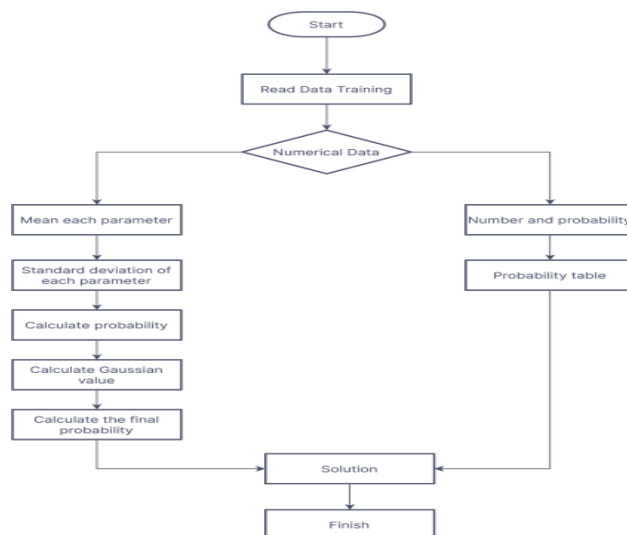 Start
Read Data Training
Numerical Data
Mean each parameter
Standard deviation of
each parameter
Calculate probability
Calculate Gaussian
value
Calculate the final
probability
Number and probability
Probability table
Solution
Finish